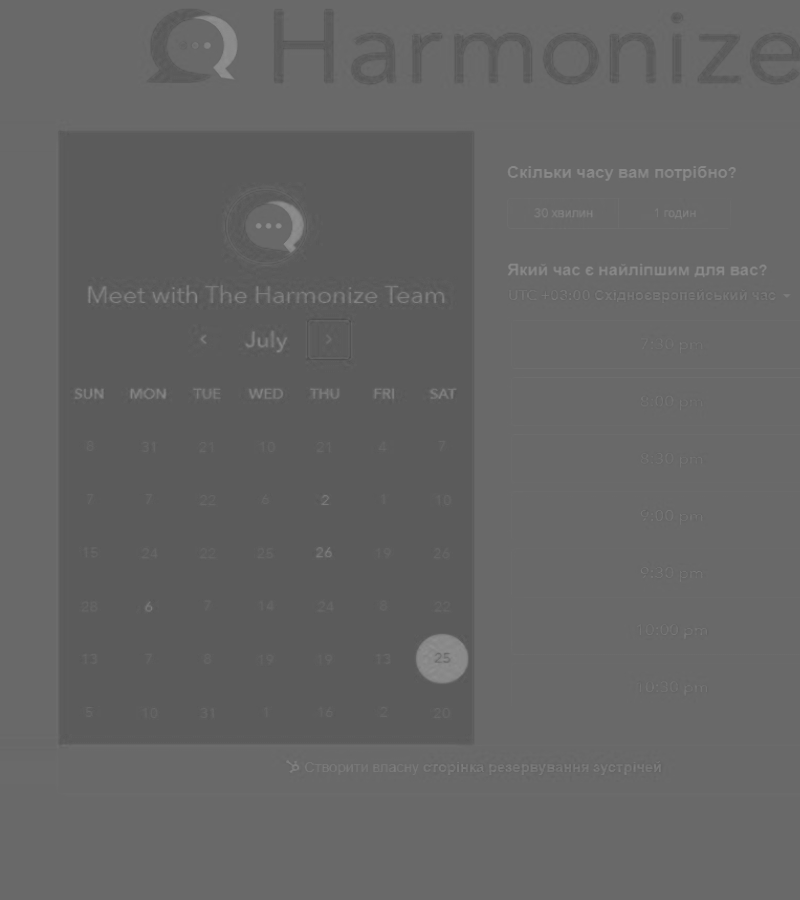 Harmonize
Meet with The Harmonize Team
July
SUN MON TUE WED THU FRI SAT
8 31 21 10 21 4 7
7 7 22 6 2 1 10
15 24 22 25 26 19 26
28 6 7 14 24 8 22
13 7 8 19 19 13 25
5 10 31 1 16 2 20
Скільки часу вам потрібно?
30 хвилин 1 годин
Який час є найліпшим для вас?
UTC +03:00 Східноєвропейський час
7:30 pm
8:00 pm
8:30 pm
9:00 pm
9:30 pm
10:00 pm
10:30 pm
Створити власну сторінка резервування зустрічей